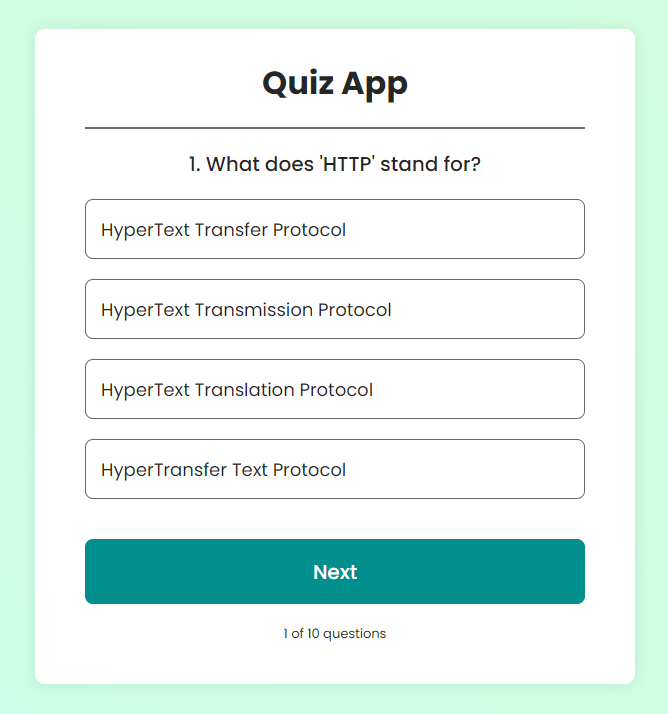 Quiz App
1. What does 'HTTP' stand for?
HyperText Transfer Protocol
HyperText Transmission Protocol
HyperText Translation Protocol
HyperTransfer Text Protocol
Next
1 of 10 questions